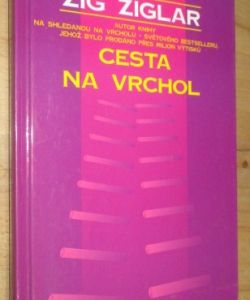 ZIG ZIGLAR
AUTOR KNIHY
NA SHLEDANOU NA VRCHOLU - SVĚTOVÉHO BESTSELLERU,
JEHOŽ BYLO PRODÁNO PŘES MILION VÝTISKŮ
CESTA
NA VRCHOL